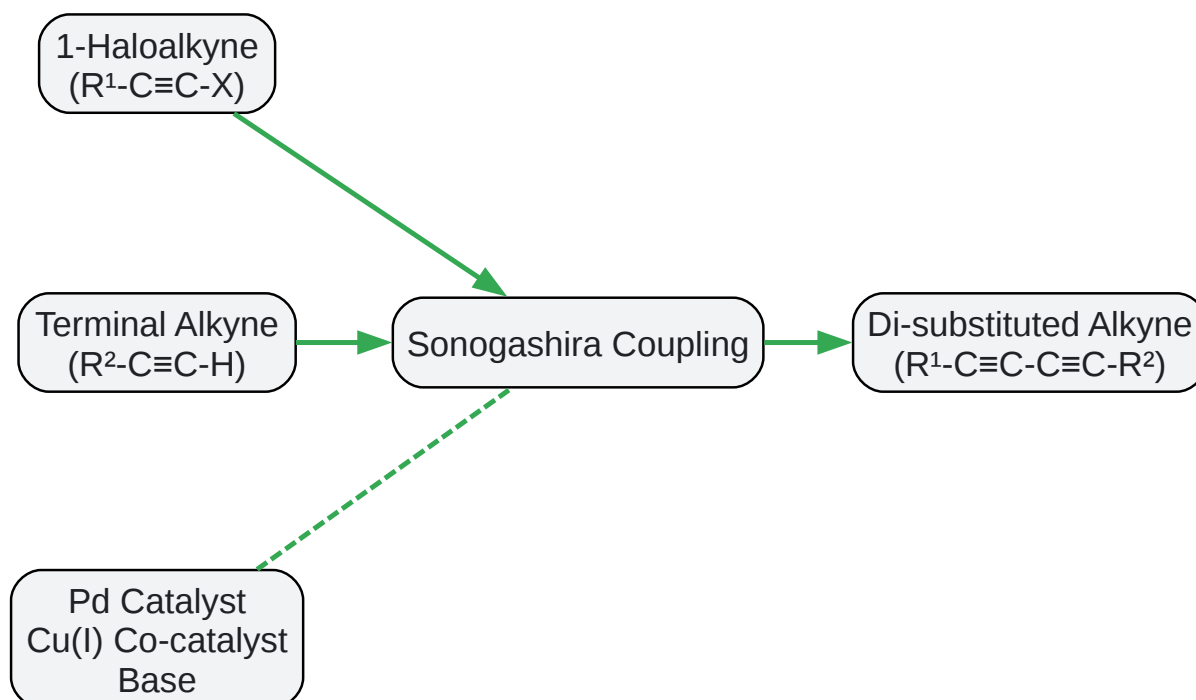 1-Haloalkyne
(R¹-C≡C-X)
Terminal Alkyne
(R²-C≡C-H)
Sonogashira Coupling
Di-substituted Alkyne
(R¹-C≡C-C≡C-R²)
Pd Catalyst
Cu(I) Co-catalyst
Base